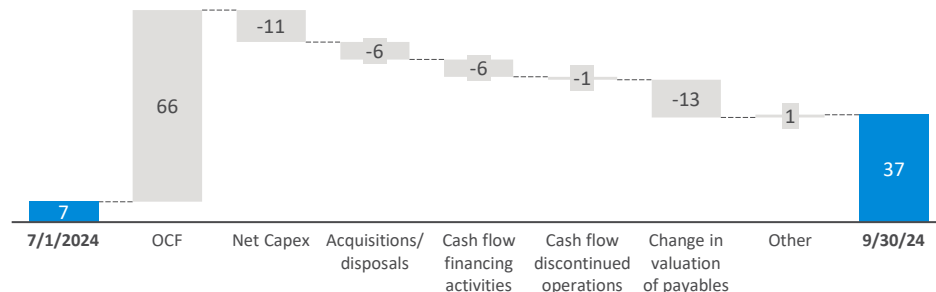 66
-11
-6
-6
-1
-13
1
37
7
7/1/2024
OCF
Net Capex
Acquisitions/
disposals
Cash flow
financing
activities
Cash flow
discontinued
operations
Change in
valuation
of payables
Other
9/30/24